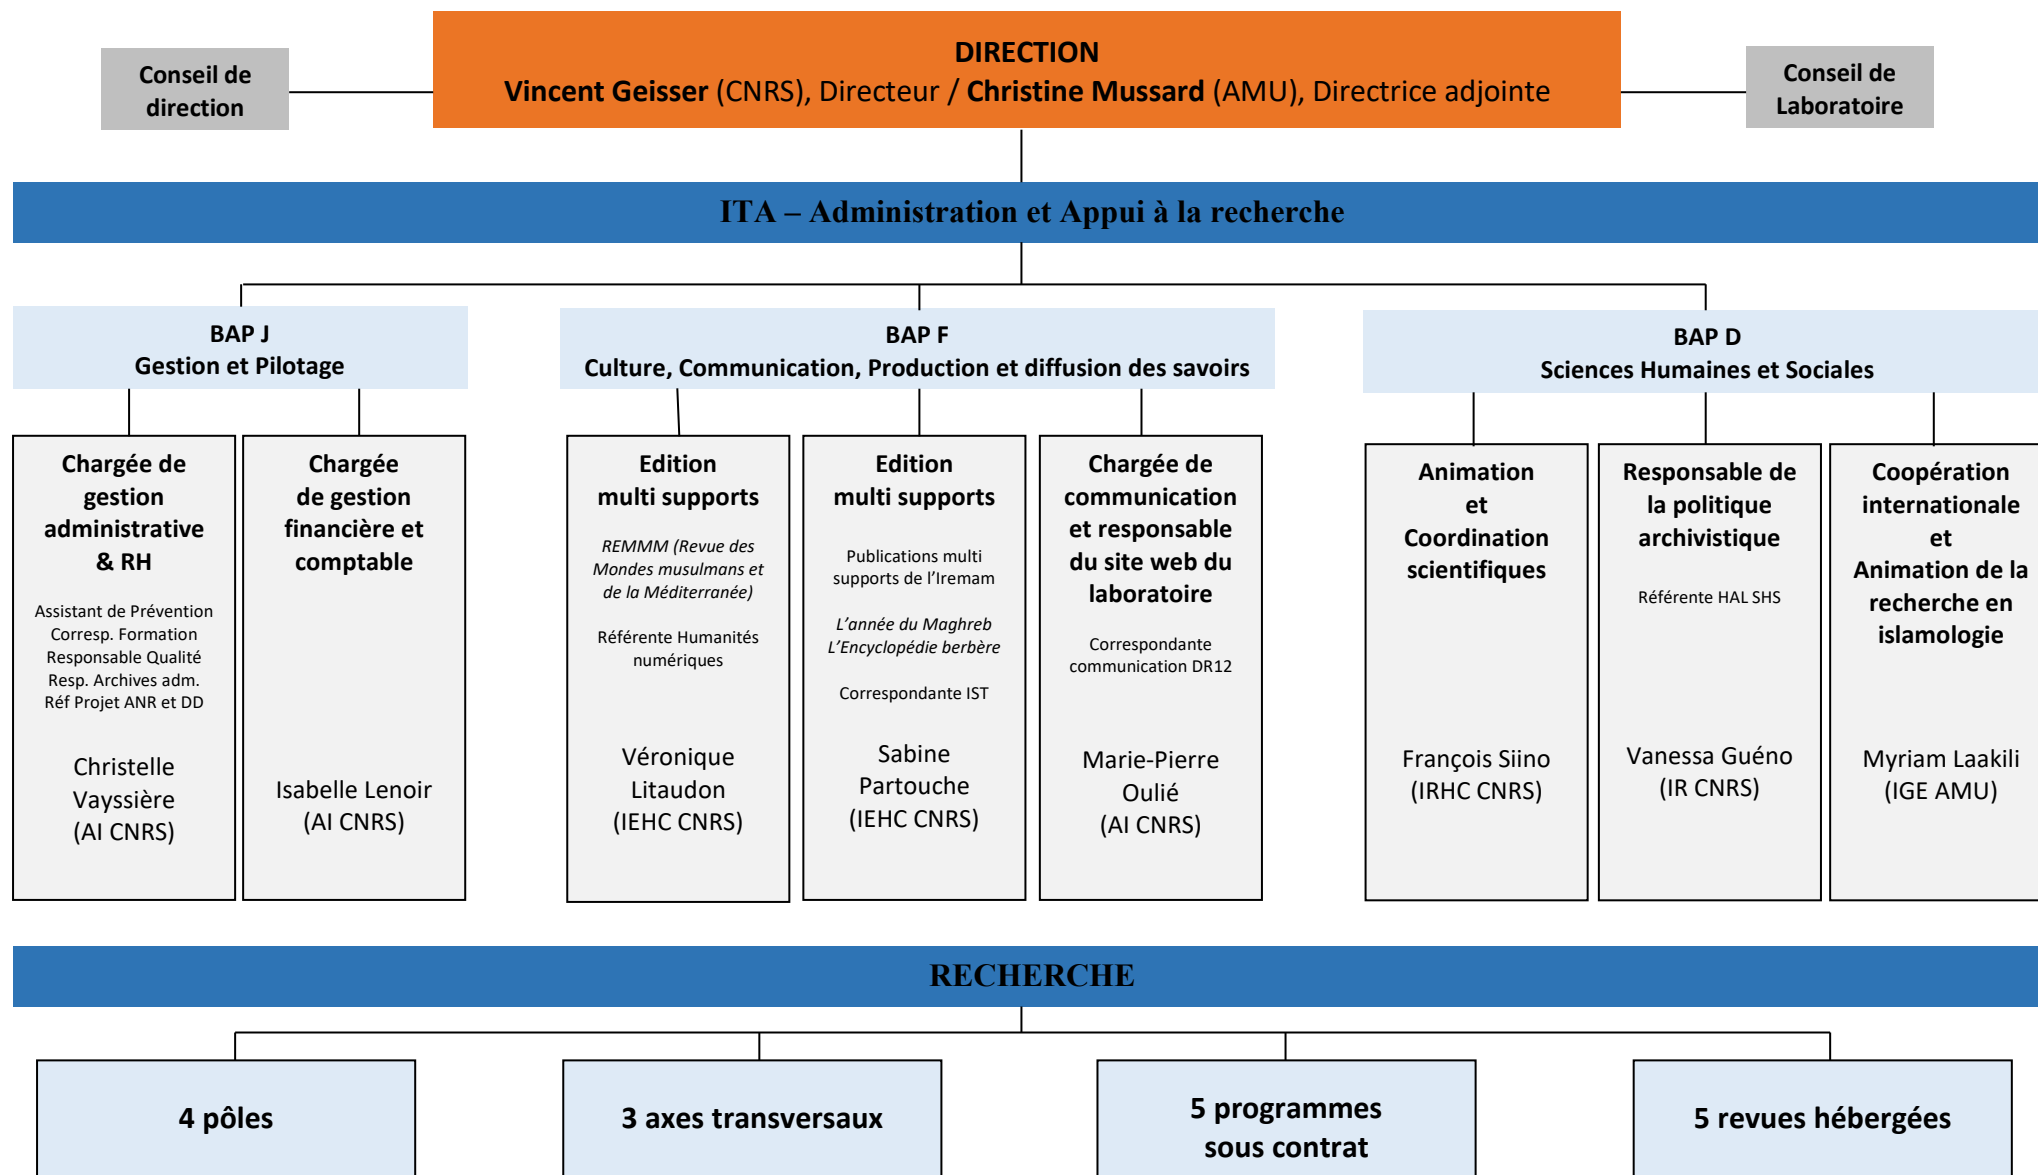 Conseil de
direction
DIRECTION
Vincent Geisser (CNRS), Directeur / Christine Mussard (AMU), Directrice adjointe
Conseil de
Laboratoire
ITA – Administration et Appui à la recherche
BAP J
Gestion et Pilotage
BAP F
Culture, Communication, Production et diffusion des savoirs
BAP D
Sciences Humaines et Sociales
Chargée de
gestion
administrative
& RH
Assistant de Prévention
Corresp. Formation
Responsable Qualité
Resp. Archives adm.
Réf Projet ANR et DD
Christelle
Vayssière
(AI CNRS)
Chargée
de gestion
financière et
comptable
Isabelle Lenoir
(AI CNRS)
Edition
multi supports
REMMM (Revue des
Mondes musulmans et
de la Méditerranée)
Référente Humanités
numériques
Véronique
Litaudon
(IEHC CNRS)
Edition
multi supports
Publications multi
supports de l’Iremam
L’année du Maghreb
L’Encyclopédie berbère
Correspondante IST
Sabine
Partouche
(IEHC CNRS)
Chargée de
communication
et responsable
du site web du
laboratoire
Correspondante
communication DR12
Marie-Pierre
Oulié
(AI CNRS)
Animation
et
Coordination
scientifiques
François Siino
(IRHC CNRS)
Responsable de
la politique
archivistique
Référente HAL SHS
Vanessa Guéno
(IR CNRS)
Coopération
internationale
et
Animation de la
recherche en
islamologie
Myriam Laakili
(IGE AMU)
RECHERCHE
4 pôles
3 axes transversaux
5 programmes
sous contrat
5 revues hébergées